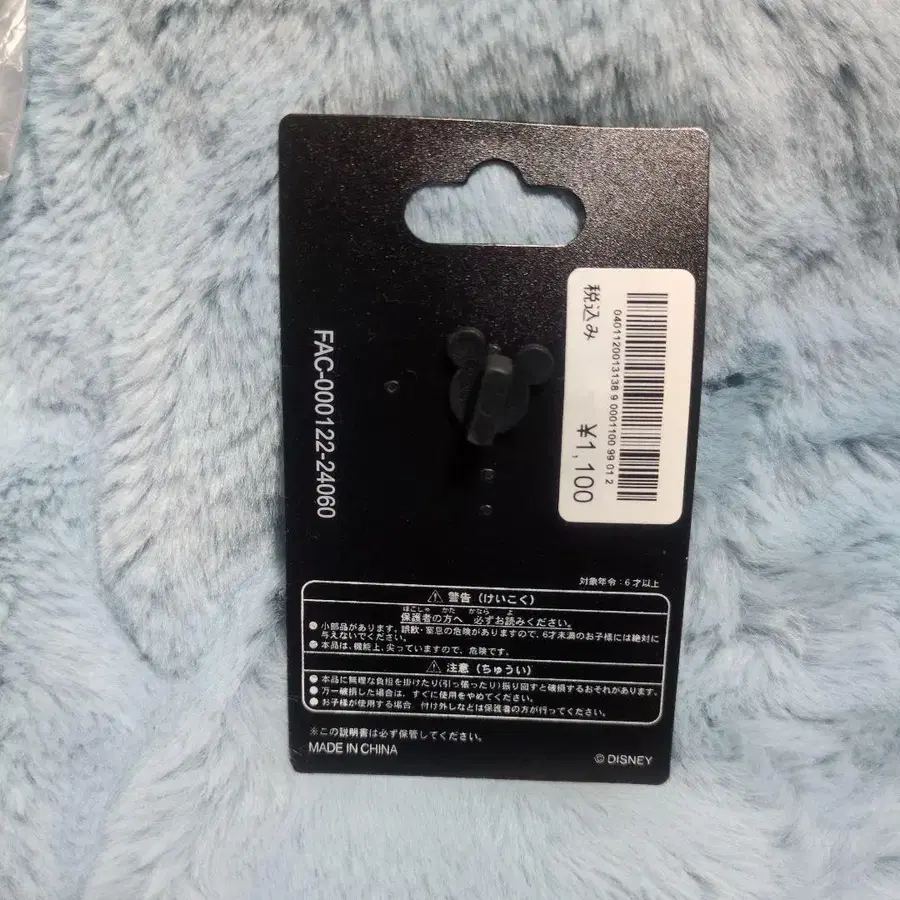 税込み
0401120013138 9 0001100 99 01 2
¥1,100
FAC-000122-24060
対象年令：6才以上
⚠ 警告（けいこく）
ほごしゃ かた かなら よ
保護者の方へ 必ずお読みください。
●小部品があります。誤飲・窒息の危険がありますので、6才未満のお子様には絶対に
与えないでください。
●本品は、機能上、尖っていますので、危険です。
⚠ 注意（ちゅうい）
●本品に無理な負担を掛けたり（引っ張ったり）振り回すと破損するおそれがあります。
●万一破損した場合は、すぐに使用をやめてください。
●お子様が使用する場合 付け外しなどは保護者の方が行ってください。
※この説明書は必ず保管してください。
MADE IN CHINA
© DISNEY